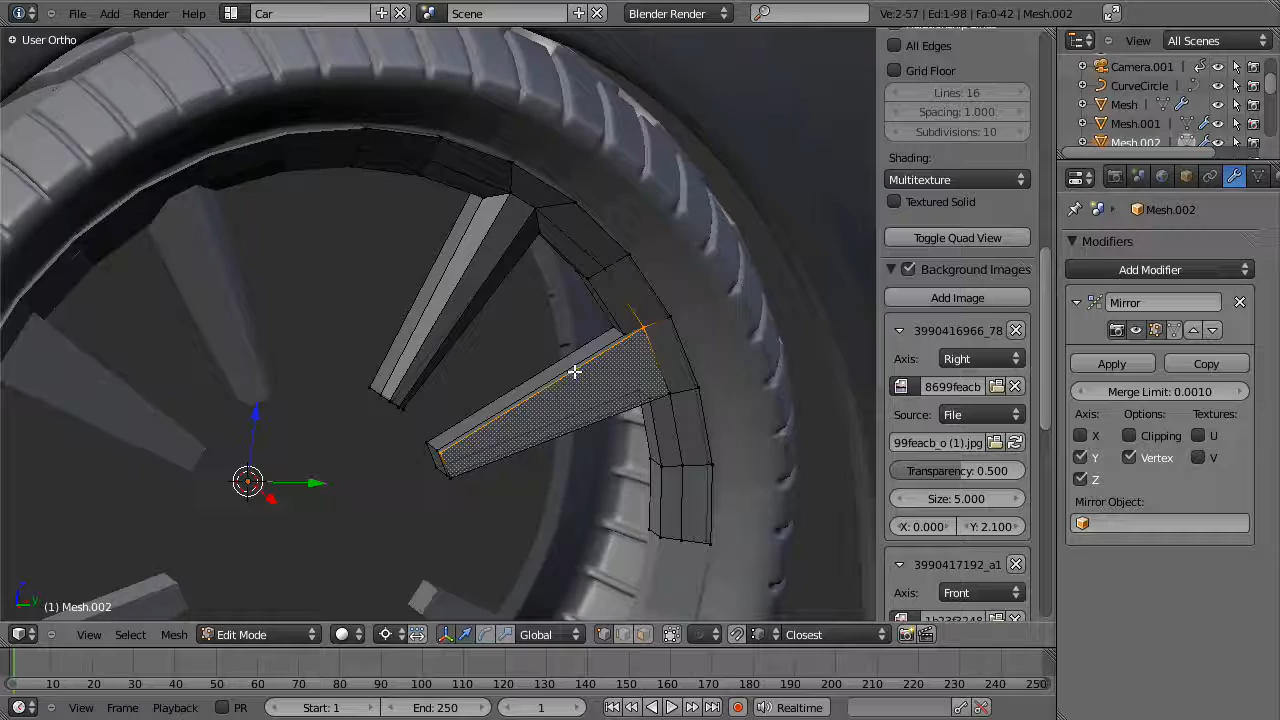 File Add Render Help Car Scene Blender Render Ve:2-57 | Ed:1-98 | Fa:0-42 | Mesh.002
User Ortho
All Edges
Grid Floor
Lines: 16
Spacing: 1.000
Subdivisions: 10
Shading:
Multitexture
Textured Solid
Toggle Quad View
Background Images
Add Image
3990416966_78
Axis: Right
8699feacb
Source: File
99feacb_o (1).jpg
Transparency: 0.500
Size: 5.000
X: 0.000 Y: 2.100
3990417192_a1
Axis: Front
View All Scenes
Camera.001
CurveCircle
Mesh
Mesh.001
Mesh.002
Mesh.002
Modifiers
Add Modifier
Mirror
Apply Copy
Merge Limit: 0.0010
Axis: Options: Textures:
X Clipping U
Y Vertex V
Z
Mirror Object:
z
y
(1) Mesh.002
View Select Mesh Edit Mode Global Closest
10 20 30 40 50 60 70 80 90 100 110 120 130 140 150 160 170 180 190 200 210 220 230 240 250
View Frame Playback PR Start: 1 End: 250 1 Realtime